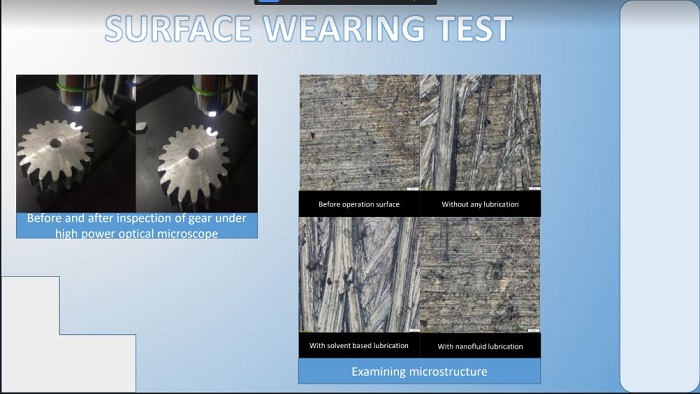 SURFACE WEARING TEST
Before and after inspection of gear under
high power optical microscope
Before operation surface
Without any lubrication
With solvent based lubrication
With nanofluid lubrication
Examining microstructure